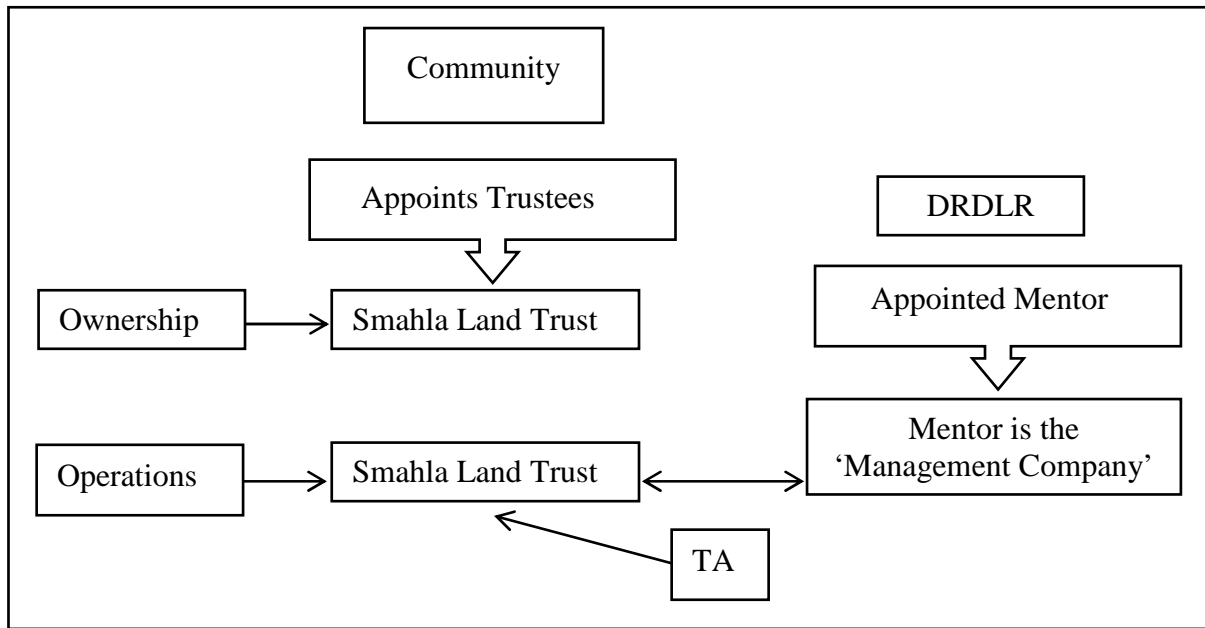 Community
Appoints Trustees
DRDLR
Ownership
Smahla Land Trust
Appointed Mentor
Operations
Smahla Land Trust
Mentor is the
‘Management Company’
TA